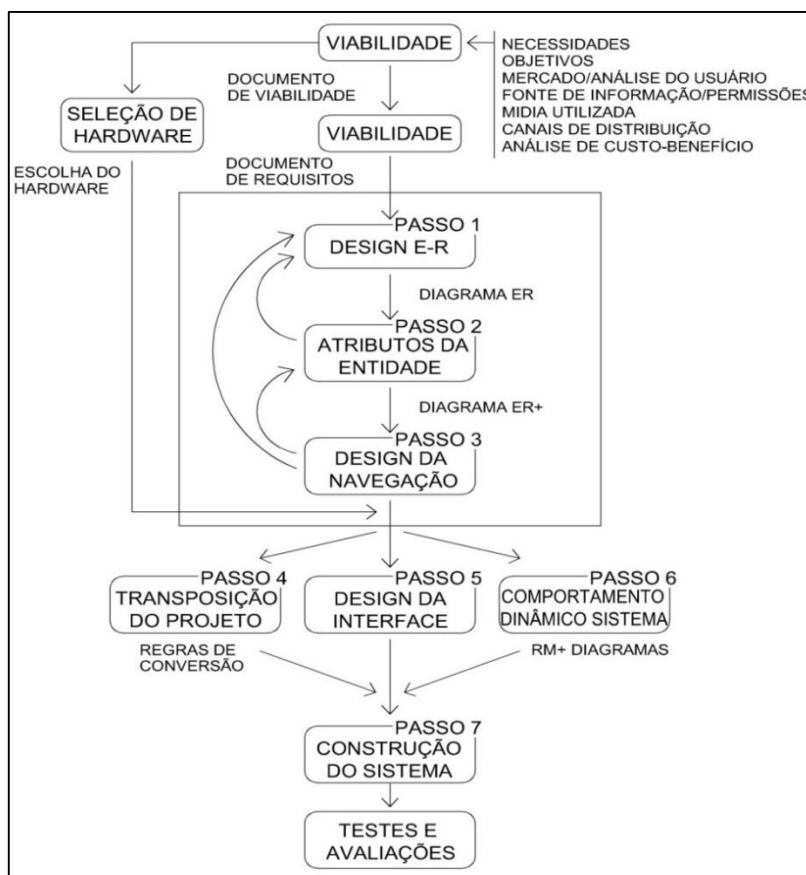 VIABILIDADE
NECESSIDADES
OBJETIVOS
MERCADO/ANÁLISE DO USUÁRIO
FONTE DE INFORMAÇÃO/PERMISSÕES
MIDIA UTILIZADA
CANAIS DE DISTRIBUIÇÃO
ANÁLISE DE CUSTO-BENEFÍCIO
DOCUMENTO
DE VIABILIDADE
SELEÇÃO DE
HARDWARE
VIABILIDADE
ESCOLHA DO
HARDWARE
DOCUMENTO
DE REQUISITOS
PASSO 1
DESIGN E-R
DIAGRAMA ER
PASSO 2
ATRIBUTOS DA
ENTIDADE
DIAGRAMA ER+
PASSO 3
DESIGN DA
NAVEGAÇÃO
PASSO 4
TRANSPOSIÇÃO
DO PROJETO
PASSO 5
DESIGN DA
INTERFACE
PASSO 6
COMPORTAMENTO
DINÂMICO SISTEMA
REGRAS DE
CONVERSÃO
RM+ DIAGRAMAS
PASSO 7
CONSTRUÇÃO
DO SISTEMA
TESTES E
AVALIAÇÕES